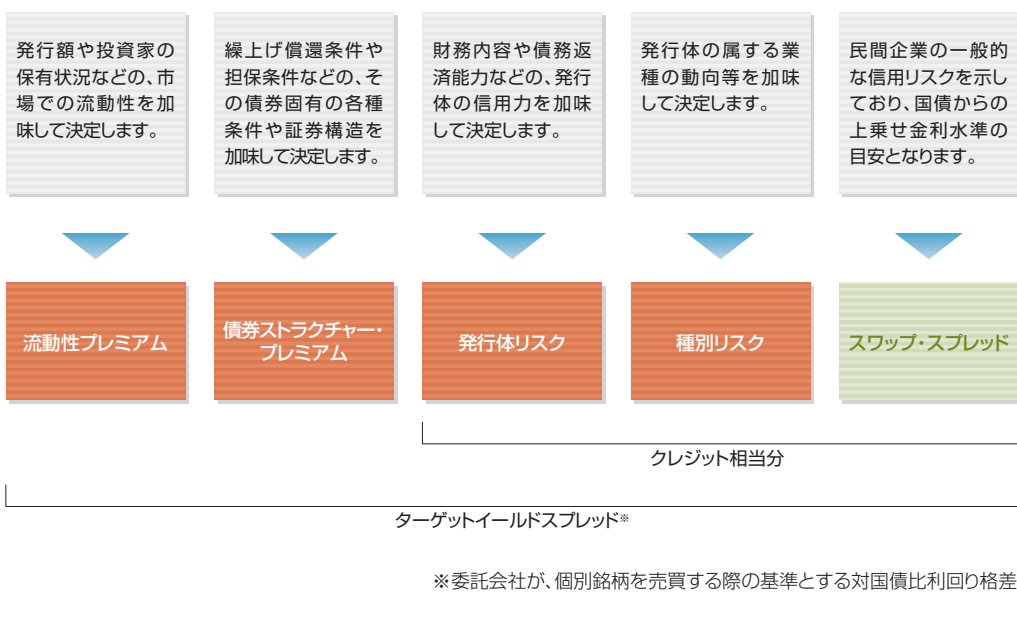 発行額や投資家の
保有状況などの、市
場での流動性を加
味して決定します。
繰上げ償還条件や
担保条件などの、そ
の債券固有の各種
条件や証券構造を
加味して決定します。
財務内容や債務返
済能力などの、発行
体の信用力を加味
して決定します。
発行体の属する業
種の動向等を加味
して決定します。
民間企業の一般的
な信用リスクを示し
ており、国債からの
上乗せ金利水準の
目安となります。
流動性プレミアム
債券ストラクチャー・
プレミアム
発行体リスク
種別リスク
スワップ・スプレッド
クレジット相当分
ターゲットイールドスプレッド※
※委託会社が、個別銘柄を売買する際の基準とする対国債比利回り格差